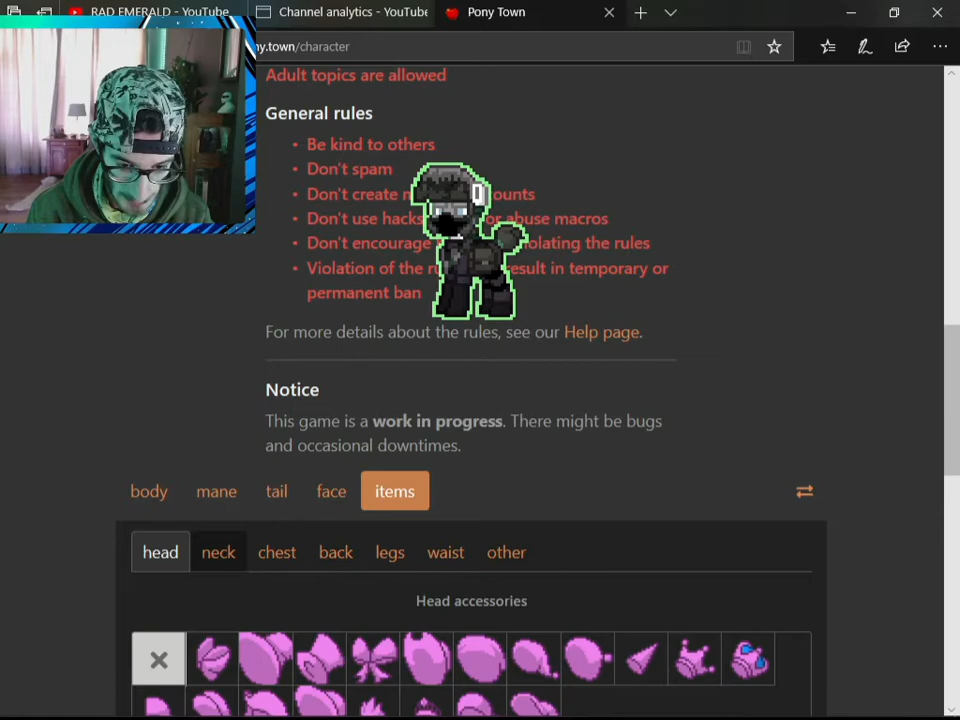 RAD EMERALD - YouTube
Channel analytics - YouTube
Pony Town
ny.town/character
Adult topics are allowed
General rules
• Be kind to others
• Don't spam
• Don't create ounts
• Don't use hacks or abuse macros
• Don't encourage olating the rules
• Violation of the result in temporary or
permanent ban
For more details about the rules, see our Help page.
Notice
This game is a work in progress. There might be bugs
and occasional downtimes.
body mane tail face items
head neck chest back legs waist other
Head accessories